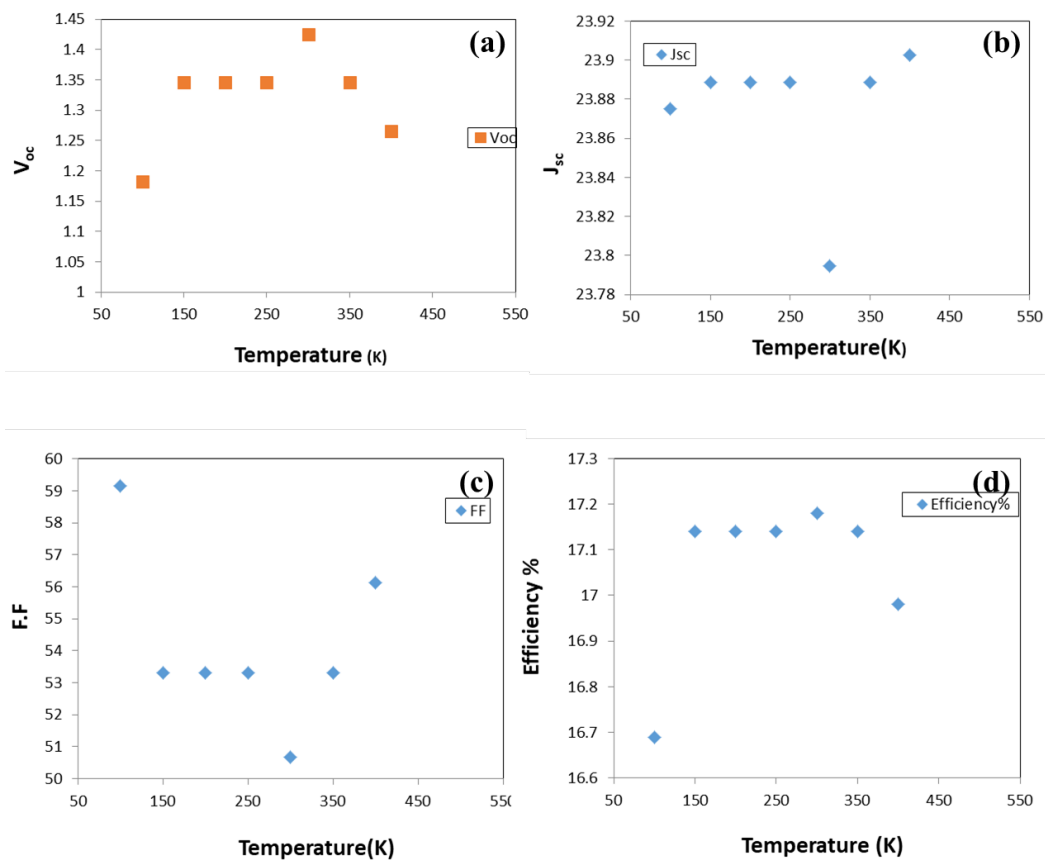 (a)
1.45
1.4
1.35
1.3
1.25
1.2
1.15
1.1
1.05
1
V_oc
Voc
50 150 250 350 450 550
Temperature (K)
(b)
23.92
23.9
23.88
23.86
23.84
23.82
23.8
23.78
J_sc
Jsc
50 150 250 350 450 550
Temperature(K)
(c)
60
59
58
57
56
55
54
53
52
51
50
F.F
FF
50 150 250 350 450 550
Temperature(K)
(d)
17.3
17.2
17.1
17
16.9
16.8
16.7
16.6
Efficiency %
Efficiency%
50 150 250 350 450 550
Temperature (K)